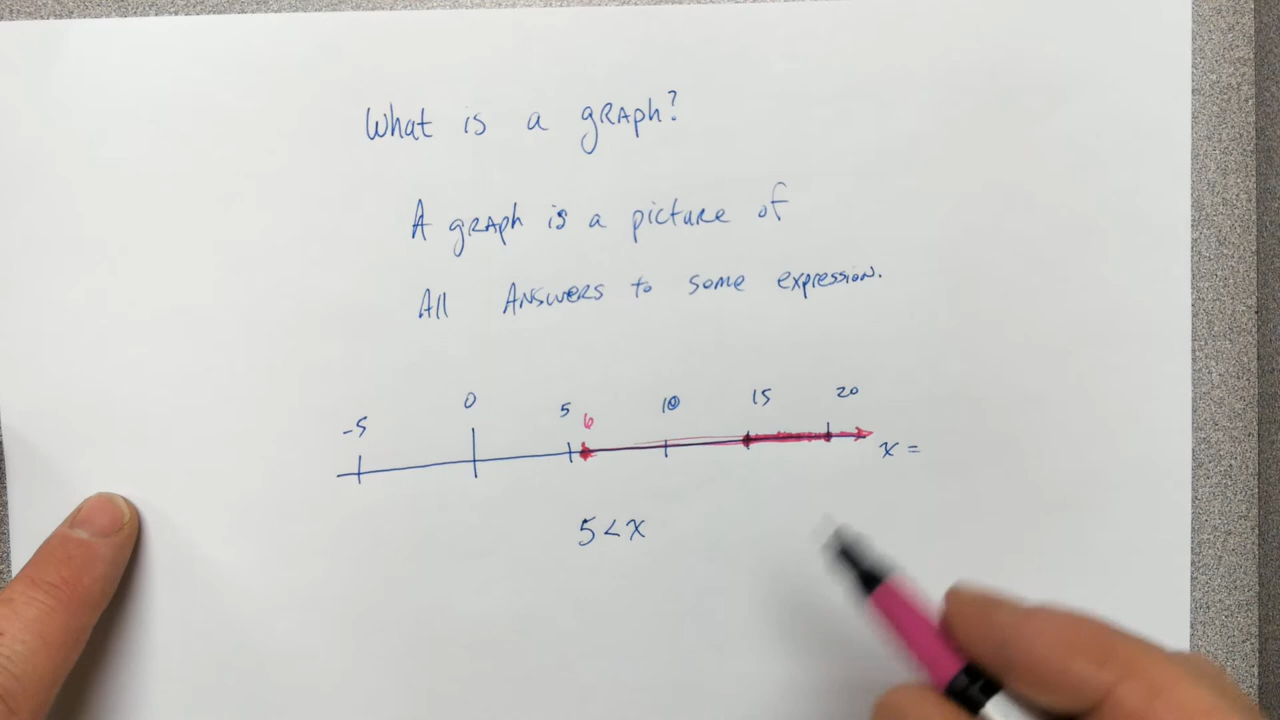 What is a graph?
A graph is a picture of
All Answers to some expression.
-5 0 5 6 10 15 20
x =
5 < x